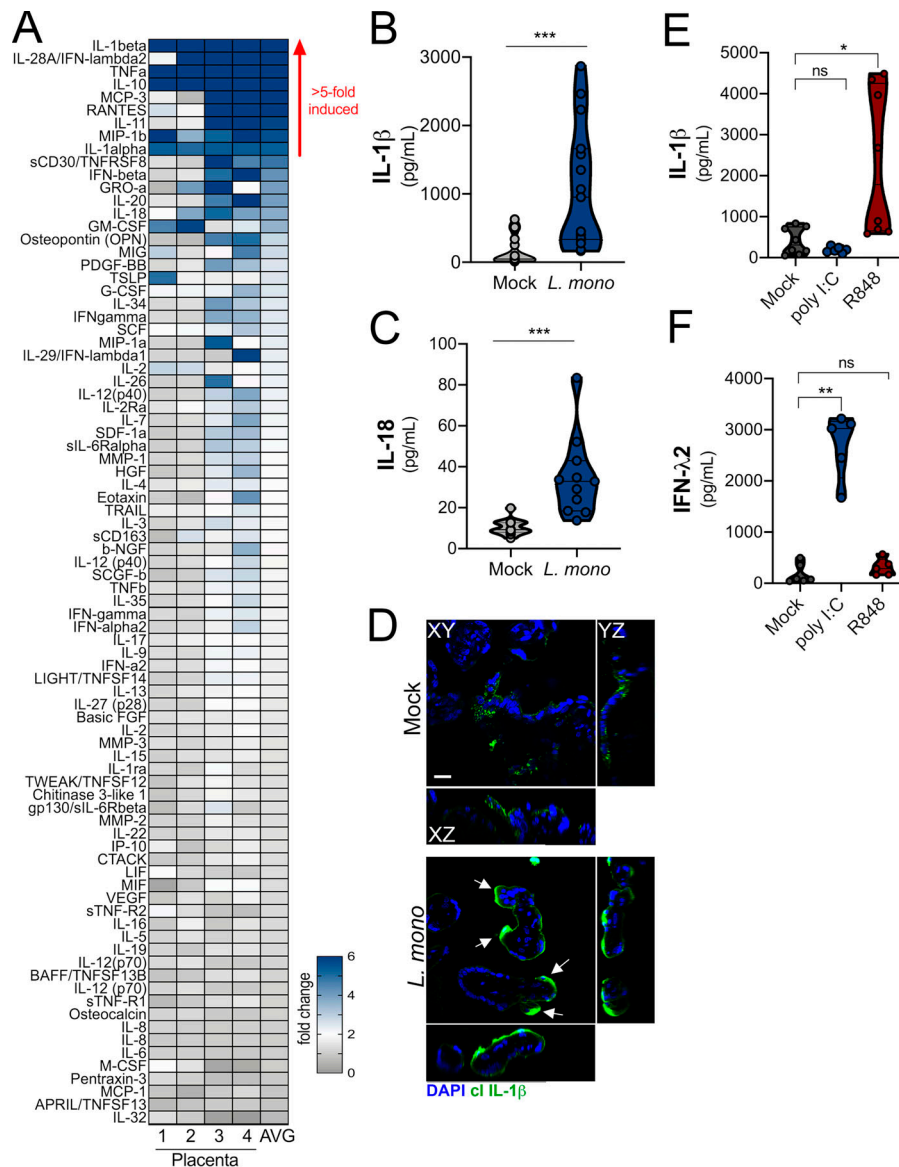 A
IL-1beta
IL-28A/IFN-lambda2
TNFa
IL-10
MCP-3
RANTES
IL-11
MIP-1b
IL-1alpha
sCD30/TNFRSF8
IFN-beta
GRO-a
IL-20
IL-18
GM-CSF
Osteopontin (OPN)
MIG
PDGF-BB
TSLP
G-CSF
IL-34
IFNgamma
SCF
MIP-1a
IL-29/IFN-lambda1
IL-2
IL-26
IL-12(p40)
IL-2Ra
IL-7
SDF-1a
sIL-6Ralpha
MMP-1
HGF
IL-4
Eotaxin
TRAIL
IL-3
sCD163
b-NGF
IL-12 (p40)
SCGF-b
TNFb
IL-35
IFN-gamma
IFN-alpha2
IL-17
IL-9
IFN-a2
LIGHT/TNFSF14
IL-13
IL-27 (p28)
Basic FGF
IL-2
MMP-3
IL-15
IL-1ra
TWEAK/TNFSF12
Chitinase 3-like 1
gp130/sIL-6Rbeta
MMP-2
IL-22
IP-10
CTACK
LIF
MIF
VEGF
sTNF-R2
IL-16
IL-5
IL-19
IL-12(p70)
BAFF/TNFSF13B
IL-12 (p70)
sTNF-R1
Osteocalcin
IL-8
IL-8
IL-6
M-CSF
Pentraxin-3
MCP-1
APRIL/TNFSF13
IL-32
1 2 3 4 AVG
Placenta
>5-fold
induced
6
4
2
0
fold change
B
IL-1β
(pg/mL)
3000
2000
1000
0
***
Mock L. mono
C
IL-18
(pg/mL)
100
80
60
40
20
0
***
Mock L. mono
D
Mock
XY
YZ
XZ
L. mono
DAPI cl IL-1β
E
IL-1β
(pg/mL)
5000
4000
3000
2000
1000
0
*
ns
Mock
poly I:C
R848
F
IFN-λ2
(pg/mL)
4000
3000
2000
1000
0
ns
**
Mock
poly I:C
R848